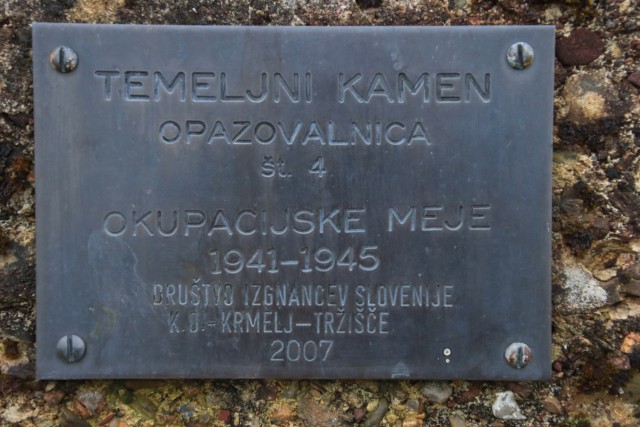 TEMELJNI KAMEN
OPAZOVALNICA
št. 4
OKUPACIJSKE MEJE
1941-1945
DRUŠTVO IZGNANCEV SLOVENIJE
K.O.-KRMELJ-TRŽIŠČE
2007